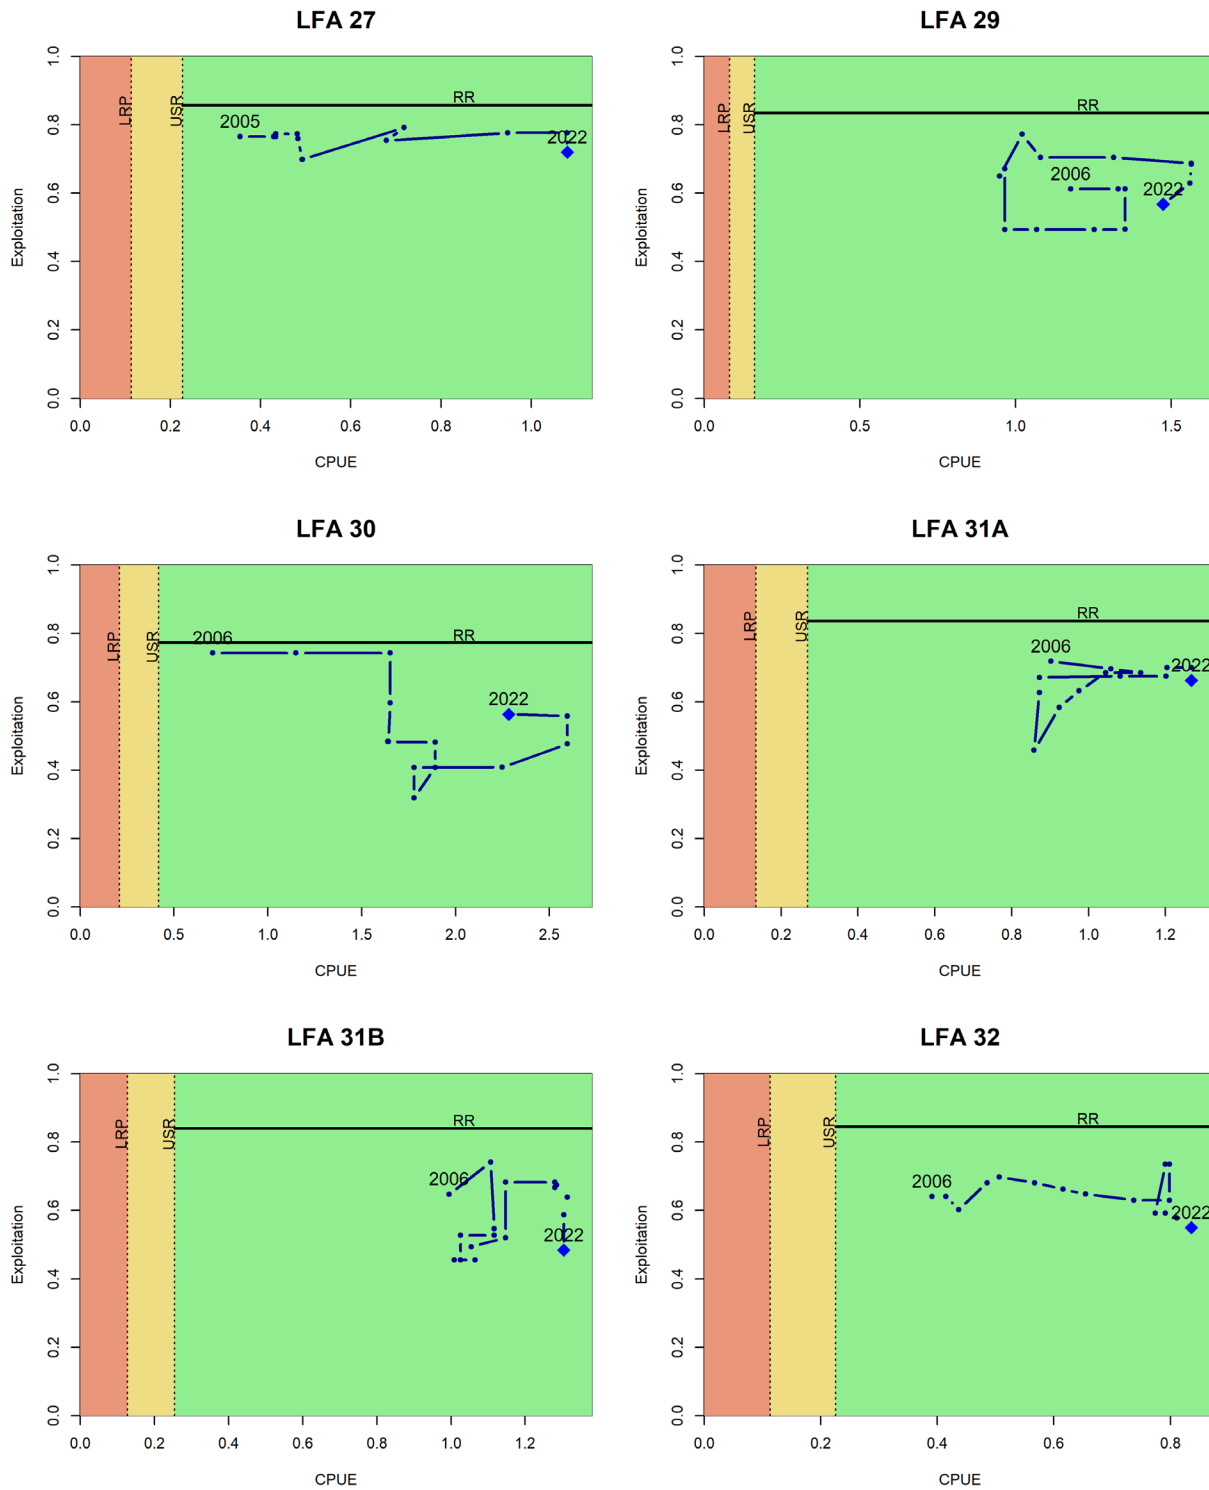 LFA 27
Exploitation
1.0
0.8
0.6
0.4
0.2
0.0
LRP
USR
RR
2005
2022
0.0 0.2 0.4 0.6 0.8 1.0
CPUE
LFA 29
Exploitation
1.0
0.8
0.6
0.4
0.2
0.0
LRP
USR
RR
2006
2022
0.0 0.5 1.0 1.5
CPUE
LFA 30
Exploitation
1.0
0.8
0.6
0.4
0.2
0.0
LRP
USR
RR
2006
2022
0.0 0.5 1.0 1.5 2.0 2.5
CPUE
LFA 31A
Exploitation
1.0
0.8
0.6
0.4
0.2
0.0
LRP
USR
RR
2006
2022
0.0 0.2 0.4 0.6 0.8 1.0 1.2
CPUE
LFA 31B
Exploitation
1.0
0.8
0.6
0.4
0.2
0.0
LRP
USR
RR
2006
2022
0.0 0.2 0.4 0.6 0.8 1.0 1.2
CPUE
LFA 32
Exploitation
1.0
0.8
0.6
0.4
0.2
0.0
LRP
USR
RR
2006
2022
0.0 0.2 0.4 0.6 0.8
CPUE